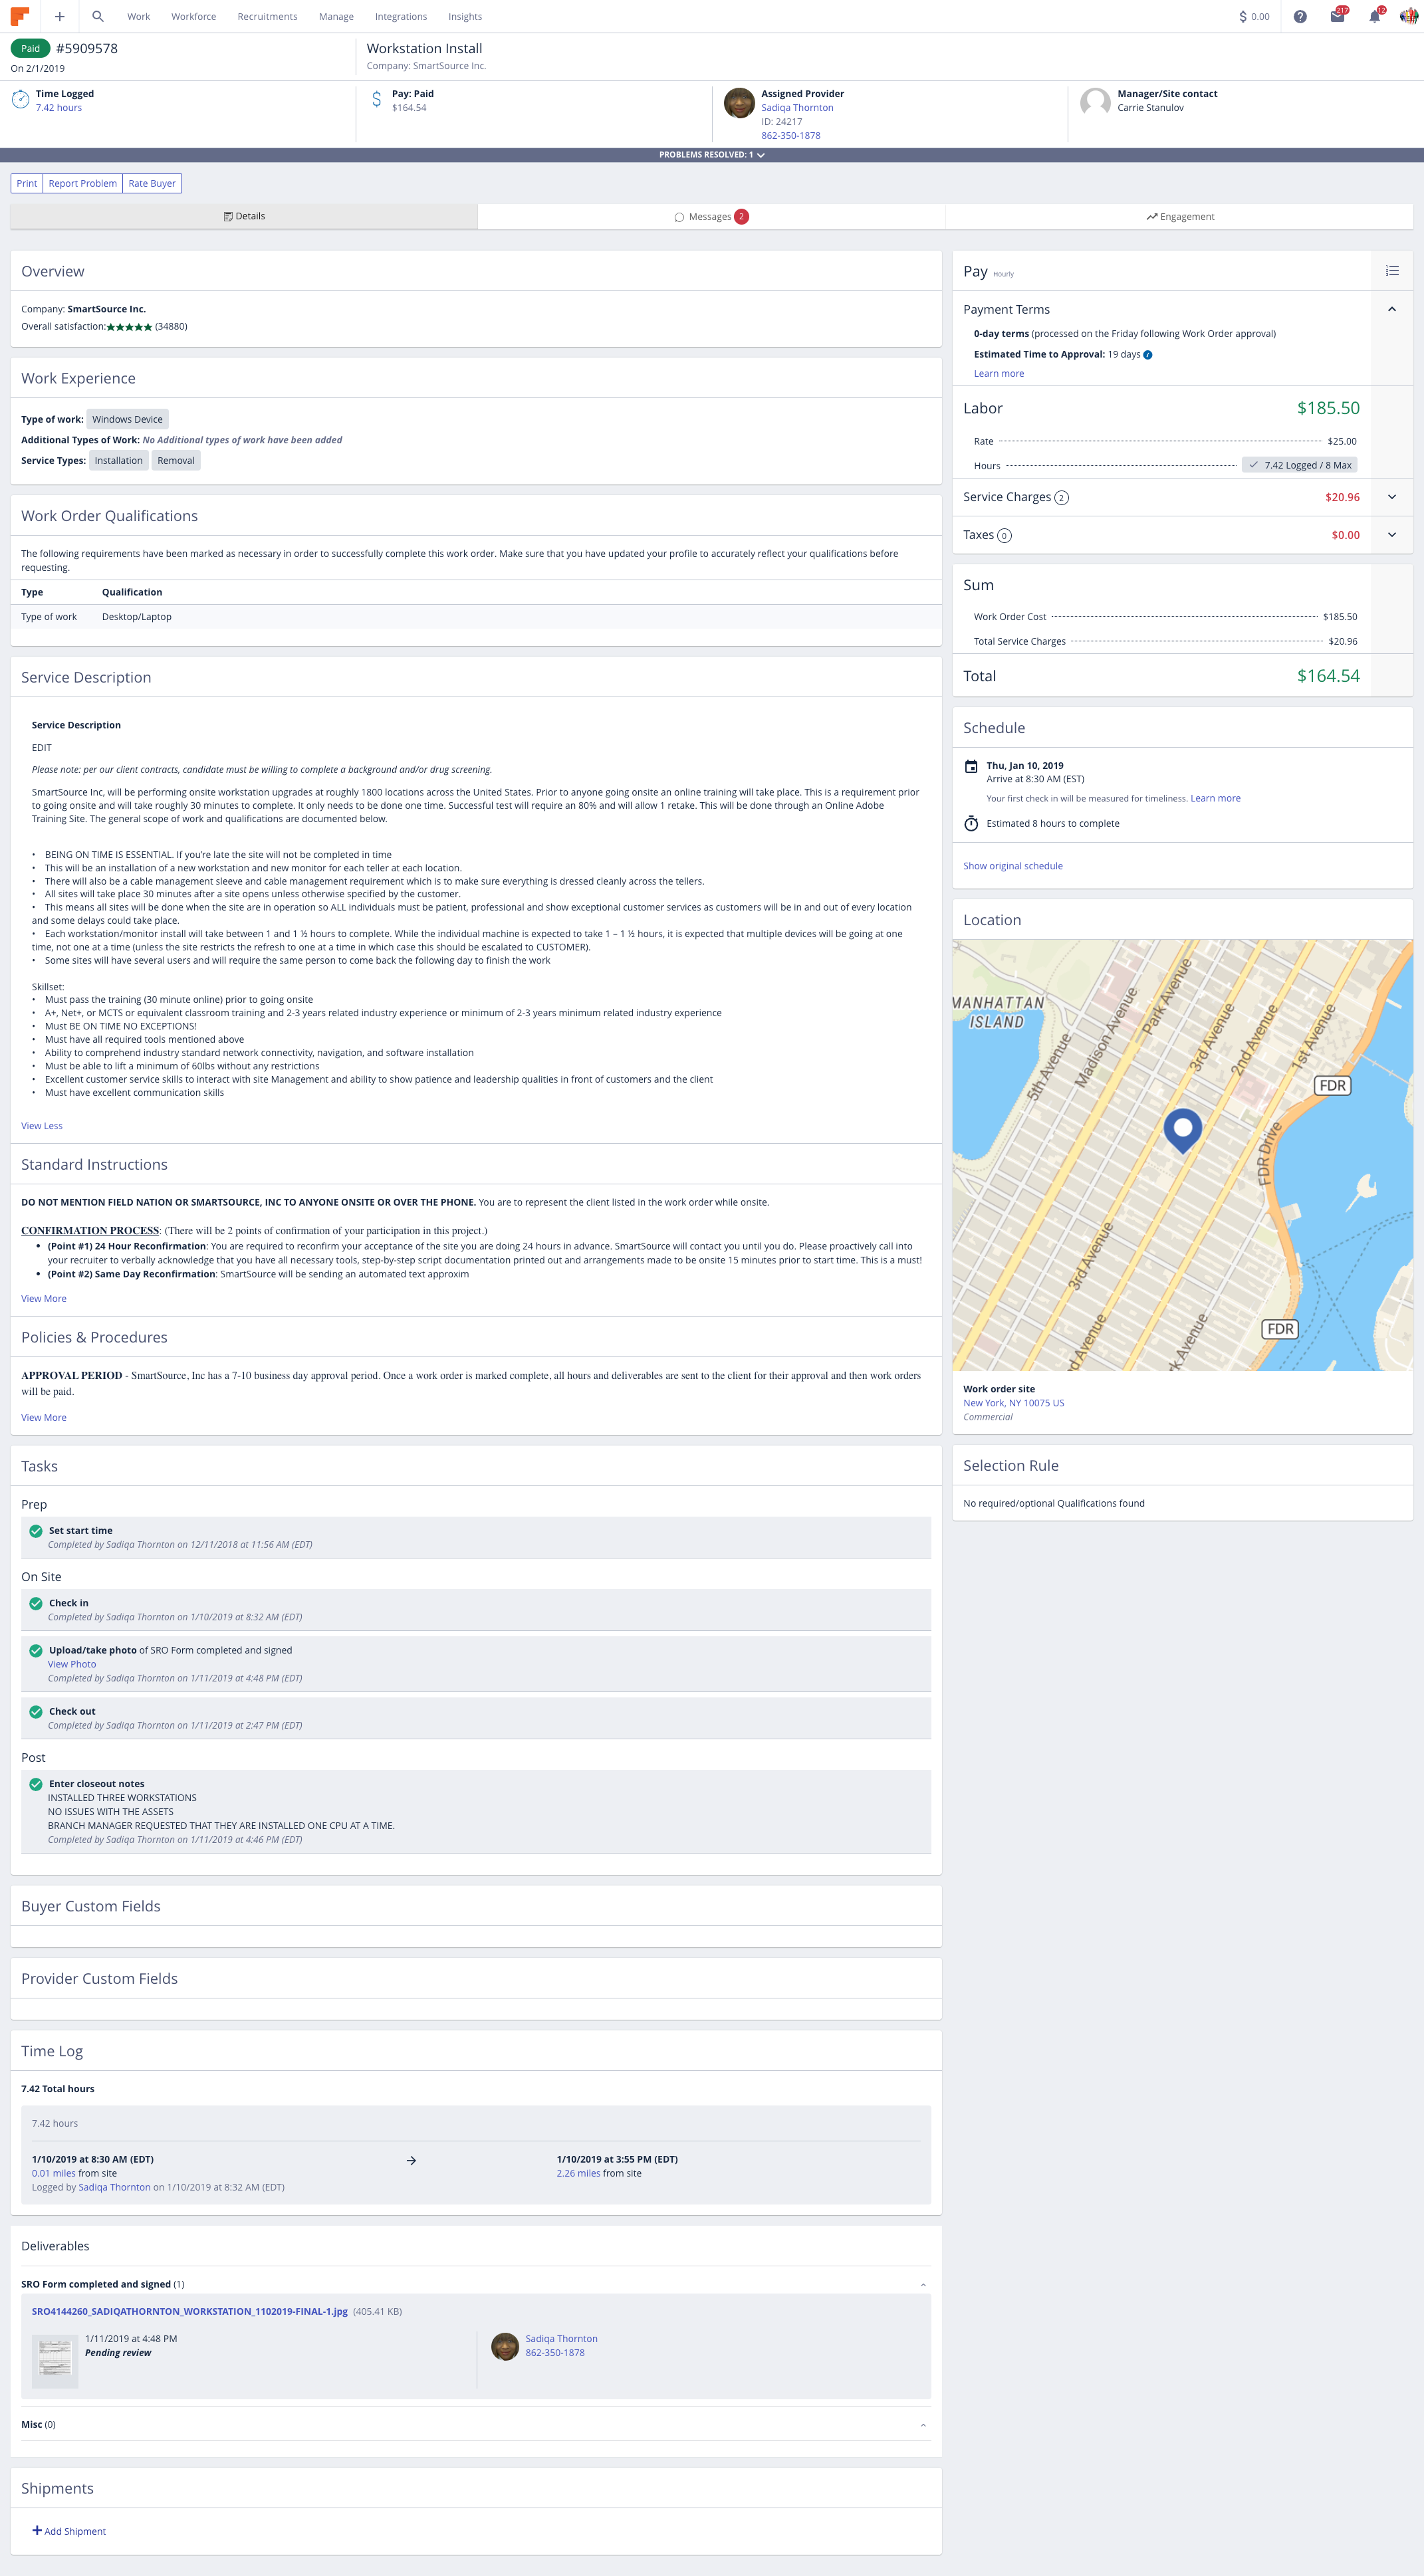 Work Workforce Recruitments Manage Integrations Insights
$ 0.00 217 12
Paid #5909578
On 2/1/2019
Workstation Install
Company: SmartSource Inc.
Time Logged
7.42 hours
Pay: Paid
$164.54
Assigned Provider
Sadiqa Thornton
ID: 24217
862-350-1878
Manager/Site contact
Carrie Stanulov
PROBLEMS RESOLVED: 1
Print Report Problem Rate Buyer
Details Messages 2 Engagement
Overview
Company: SmartSource Inc.
Overall satisfaction:★★★★★ (34880)
Work Experience
Type of work: Windows Device
Additional Types of Work: No Additional types of work have been added
Service Types: Installation Removal
Work Order Qualifications
The following requirements have been marked as necessary in order to successfully complete this work order. Make sure that you have updated your profile to accurately reflect your qualifications before
requesting.
Type Qualification
Type of work Desktop/Laptop
Service Description
Service Description
EDIT
Please note: per our client contracts, candidate must be willing to complete a background and/or drug screening.
SmartSource Inc, will be performing onsite workstation upgrades at roughly 1800 locations across the United States. Prior to anyone going onsite an online training will take place. This is a requirement prior
to going onsite and will take roughly 30 minutes to complete. It only needs to be done one time. Successful test will require an 80% and will allow 1 retake. This will be done through an Online Adobe
Training Site. The general scope of work and qualifications are documented below.
• BEING ON TIME IS ESSENTIAL. If you're late the site will not be completed in time
• This will be an installation of a new workstation and new monitor for each teller at each location.
• There will also be a cable management sleeve and cable management requirement which is to make sure everything is dressed cleanly across the tellers.
• All sites will take place 30 minutes after a site opens unless otherwise specified by the customer.
• This means all sites will be done when the site are in operation so ALL individuals must be patient, professional and show exceptional customer services as customers will be in and out of every location
and some delays could take place.
• Each workstation/monitor install will take between 1 and 1 ½ hours to complete. While the individual machine is expected to take 1 – 1 ½ hours, it is expected that multiple devices will be going at one
time, not one at a time (unless the site restricts the refresh to one at a time in which case this should be escalated to CUSTOMER).
• Some sites will have several users and will require the same person to come back the following day to finish the work
Skillset:
• Must pass the training (30 minute online) prior to going onsite
• A+, Net+, or MCTS or equivalent classroom training and 2-3 years related industry experience or minimum of 2-3 years minimum related industry experience
• Must BE ON TIME NO EXCEPTIONS!
• Must have all required tools mentioned above
• Ability to comprehend industry standard network connectivity, navigation, and software installation
• Must be able to lift a minimum of 60lbs without any restrictions
• Excellent customer service skills to interact with site Management and ability to show patience and leadership qualities in front of customers and the client
• Must have excellent communication skills
View Less
Standard Instructions
DO NOT MENTION FIELD NATION OR SMARTSOURCE, INC TO ANYONE ONSITE OR OVER THE PHONE. You are to represent the client listed in the work order while onsite.
CONFIRMATION PROCESS: (There will be 2 points of confirmation of your participation in this project.)
• (Point #1) 24 Hour Reconfirmation: You are required to reconfirm your acceptance of the site you are doing 24 hours in advance. SmartSource will contact you until you do. Please proactively call into
your recruiter to verbally acknowledge that you have all necessary tools, step-by-step script documentation printed out and arrangements made to be onsite 15 minutes prior to start time. This is a must!
• (Point #2) Same Day Reconfirmation: SmartSource will be sending an automated text approxim
View More
Policies & Procedures
APPROVAL PERIOD - SmartSource, Inc has a 7-10 business day approval period. Once a work order is marked complete, all hours and deliverables are sent to the client for their approval and then work orders
will be paid.
View More
Tasks
Prep
Set start time
Completed by Sadiqa Thornton on 12/11/2018 at 11:56 AM (EDT)
On Site
Check in
Completed by Sadiqa Thornton on 1/10/2019 at 8:32 AM (EDT)
Upload/take photo of SRO Form completed and signed
View Photo
Completed by Sadiqa Thornton on 1/11/2019 at 4:48 PM (EDT)
Check out
Completed by Sadiqa Thornton on 1/11/2019 at 2:47 PM (EDT)
Post
Enter closeout notes
INSTALLED THREE WORKSTATIONS
NO ISSUES WITH THE ASSETS
BRANCH MANAGER REQUESTED THAT THEY ARE INSTALLED ONE CPU AT A TIME.
Completed by Sadiqa Thornton on 1/11/2019 at 4:46 PM (EDT)
Buyer Custom Fields
Provider Custom Fields
Time Log
7.42 Total hours
7.42 hours
1/10/2019 at 8:30 AM (EDT) → 1/10/2019 at 3:55 PM (EDT)
0.01 miles from site 2.26 miles from site
Logged by Sadiqa Thornton on 1/10/2019 at 8:32 AM (EDT)
Deliverables
SRO Form completed and signed (1)
SRO4144260_SADIQATHORNTON_WORKSTATION_1102019-FINAL-1.jpg (405.41 KB)
1/11/2019 at 4:48 PM
Pending review
Sadiqa Thornton
862-350-1878
Misc (0)
Shipments
+ Add Shipment
Pay Hourly
Payment Terms
0-day terms (processed on the Friday following Work Order approval)
Estimated Time to Approval: 19 days
Learn more
Labor $185.50
Rate $25.00
Hours 7.42 Logged / 8 Max
Service Charges 2 $20.96
Taxes 0 $0.00
Sum
Work Order Cost $185.50
Total Service Charges $20.96
Total $164.54
Schedule
Thu, Jan 10, 2019
Arrive at 8:30 AM (EST)
Your first check in will be measured for timeliness. Learn more
Estimated 8 hours to complete
Show original schedule
Location
MANHATTAN
ISLAND
5th Avenue
Madison Avenue
Park Avenue
3rd Avenue
2nd Avenue
1st Avenue
FDR
FDR Drive
3rd Avenue
FDR
Work order site
New York, NY 10075 US
Commercial
Selection Rule
No required/optional Qualifications found